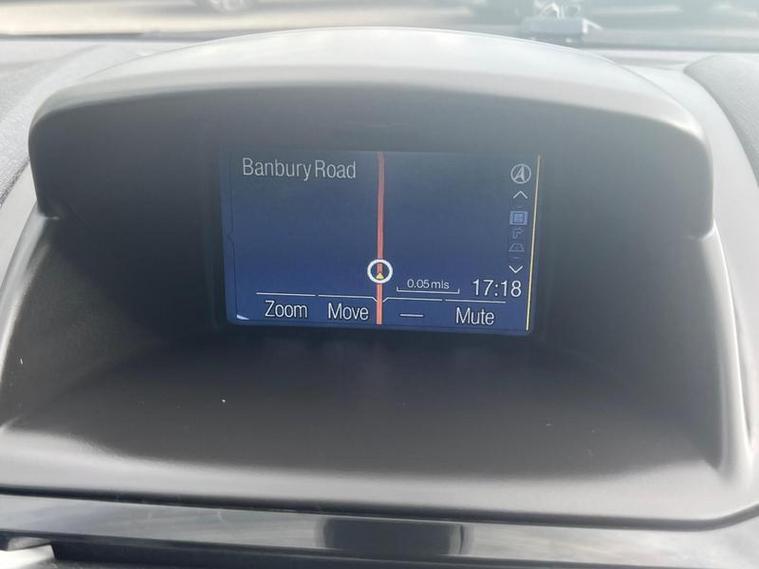 Banbury Road
0.05 mls
17:18
Zoom Move — Mute